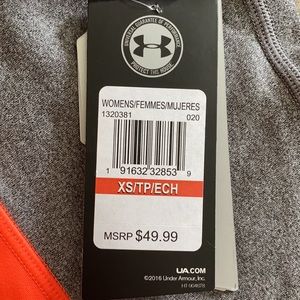 UNIVERSAL GUARANTEE OF PERFORMANCE
PROTECT THIS HOUSE
WOMENS/FEMMES/MUJERES
1320381 020
1 91632 32853 9
XS/TP/ECH
MSRP $49.99
UA.COM
©2016 Under Armour, Inc.